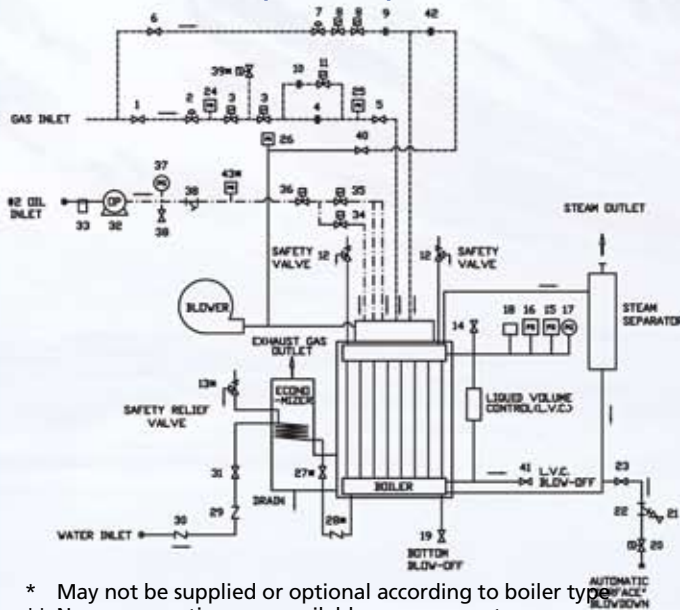 6
7
8
8
9
42
39*
10
11
24
25
1
2
3
3
4
5
GAS INLET
26
40
37
43*
36
35
#2 OIL
INLET
OP
38
34
33
32
38
STEAM OUTLET
SAFETY
VALVE
12
12
SAFETY
VALVE
BLOWER
EXHAUST GAS
OUTLET
14
18
16
15
17
STEAM
SEPARATOR
13*
ECONO
-MIZER
SAFETY RELIEF
VALVE
LIQUID VOLUME
CONTROL(L.V.C.)
31
27*
41
L.V.C.
BLOW-OFF
23
BOILER
29
DRAIN
22
21
30
28*
WATER INLET
19
20
BOTTOM
BLOW-OFF
AUTOMATIC
SURFACE
BLOWDOWN
* May not be supplied or optional according to boiler type